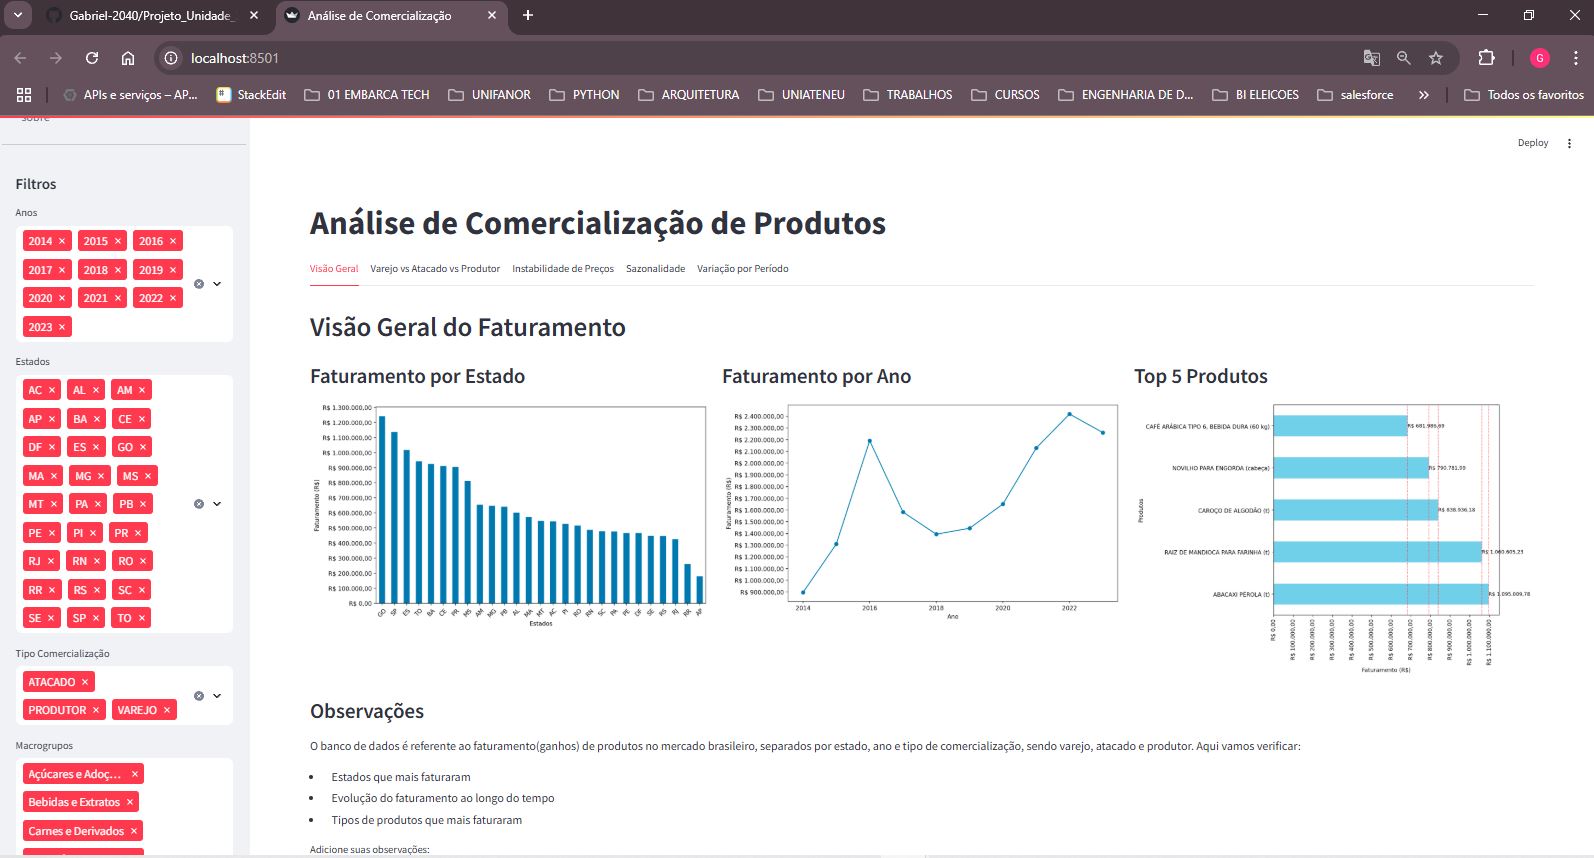 Gabriel-2040/Projeto_Unidade_
Análise de Comercialização
localhost:8501
G
APIs e serviços – AP...
StackEdit
01 EMBARCA TECH
UNIFANOR
PYTHON
ARQUITETURA
UNIATENEU
TRABALHOS
CURSOS
ENGENHARIA DE D...
BI ELEICOES
salesforce
Todos os favoritos
sobre
Filtros
Anos
2014 × 2015 × 2016 ×
2017 × 2018 × 2019 ×
2020 × 2021 × 2022 ×
2023 ×
Estados
AC × AL × AM ×
AP × BA × CE ×
DF × ES × GO ×
MA × MG × MS ×
MT × PA × PB ×
PE × PI × PR ×
RJ × RN × RO ×
RR × RS × SC ×
SE × SP × TO ×
Tipo Comercialização
ATACADO ×
PRODUTOR × VAREJO ×
Macrogrupos
Açúcares e Adoç... ×
Bebidas e Extratos ×
Carnes e Derivados ×
Deploy
Análise de Comercialização de Produtos
Visão Geral Varejo vs Atacado vs Produtor Instabilidade de Preços Sazonalidade Variação por Período
Visão Geral do Faturamento
Faturamento por Estado
R$ 1.300.000,00
R$ 1.200.000,00
R$ 1.100.000,00
R$ 1.000.000,00
R$ 900.000,00
R$ 800.000,00
R$ 700.000,00
R$ 600.000,00
R$ 500.000,00
R$ 400.000,00
R$ 300.000,00
R$ 200.000,00
R$ 100.000,00
R$ 0,00
Faturamento (R$)
GO SP ES TO BA CE PR MS AM MG PB AL MA MT AC PI RO RN SC PA PE DF SE RS RJ RR AP
Estados
Faturamento por Ano
R$ 2.400.000,00
R$ 2.300.000,00
R$ 2.200.000,00
R$ 2.100.000,00
R$ 2.000.000,00
R$ 1.900.000,00
R$ 1.800.000,00
R$ 1.700.000,00
R$ 1.600.000,00
R$ 1.500.000,00
R$ 1.400.000,00
R$ 1.300.000,00
R$ 1.200.000,00
R$ 1.100.000,00
R$ 1.000.000,00
R$ 900.000,00
Faturamento (R$)
2014 2016 2018 2020 2022
Ano
Top 5 Produtos
CAFÉ ARÁBICA TIPO 6, BEBIDA DURA (60 kg) R$ 681.985,69
NOVILHO PARA ENGORDA (cabeça) R$ 790.781,99
CAROÇO DE ALGODÃO (t) R$ 838.936,18
RAIZ DE MANDIOCA PARA FARINHA (t) R$ 1.060.605,23
ABACAXI PEROLA (t) R$ 1.095.009,78
Produtos
R$ 0,00
R$ 100.000,00
R$ 200.000,00
R$ 300.000,00
R$ 400.000,00
R$ 500.000,00
R$ 600.000,00
R$ 700.000,00
R$ 800.000,00
R$ 900.000,00
R$ 1.000.000,00
R$ 1.100.000,00
Faturamento (R$)
Observações
O banco de dados é referente ao faturamento(ganhos) de produtos no mercado brasileiro, separados por estado, ano e tipo de comercialização, sendo varejo, atacado e produtor. Aqui vamos verificar:
• Estados que mais faturaram
• Evolução do faturamento ao longo do tempo
• Tipos de produtos que mais faturaram
Adicione suas observações: